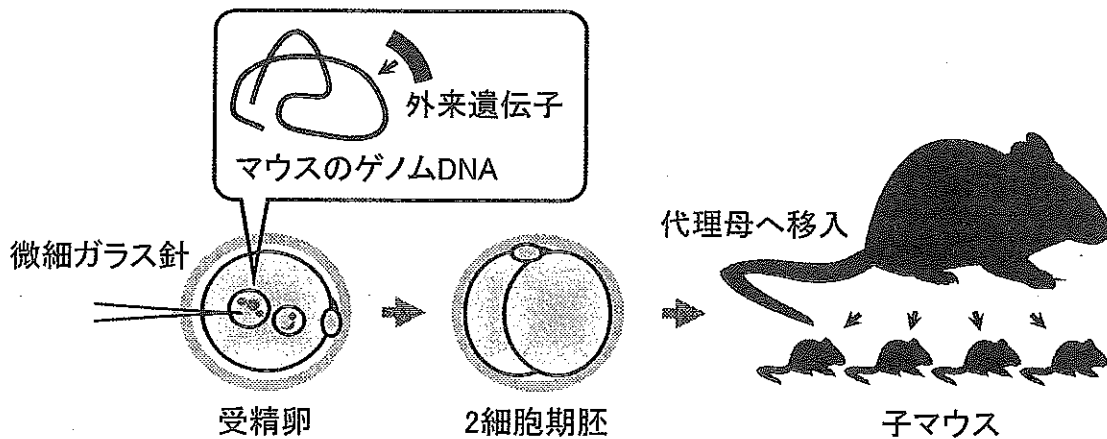 外来遺伝子
マウスのゲノムDNA
微細ガラス針
代理母へ移入
受精卵
2細胞期胚
子マウス